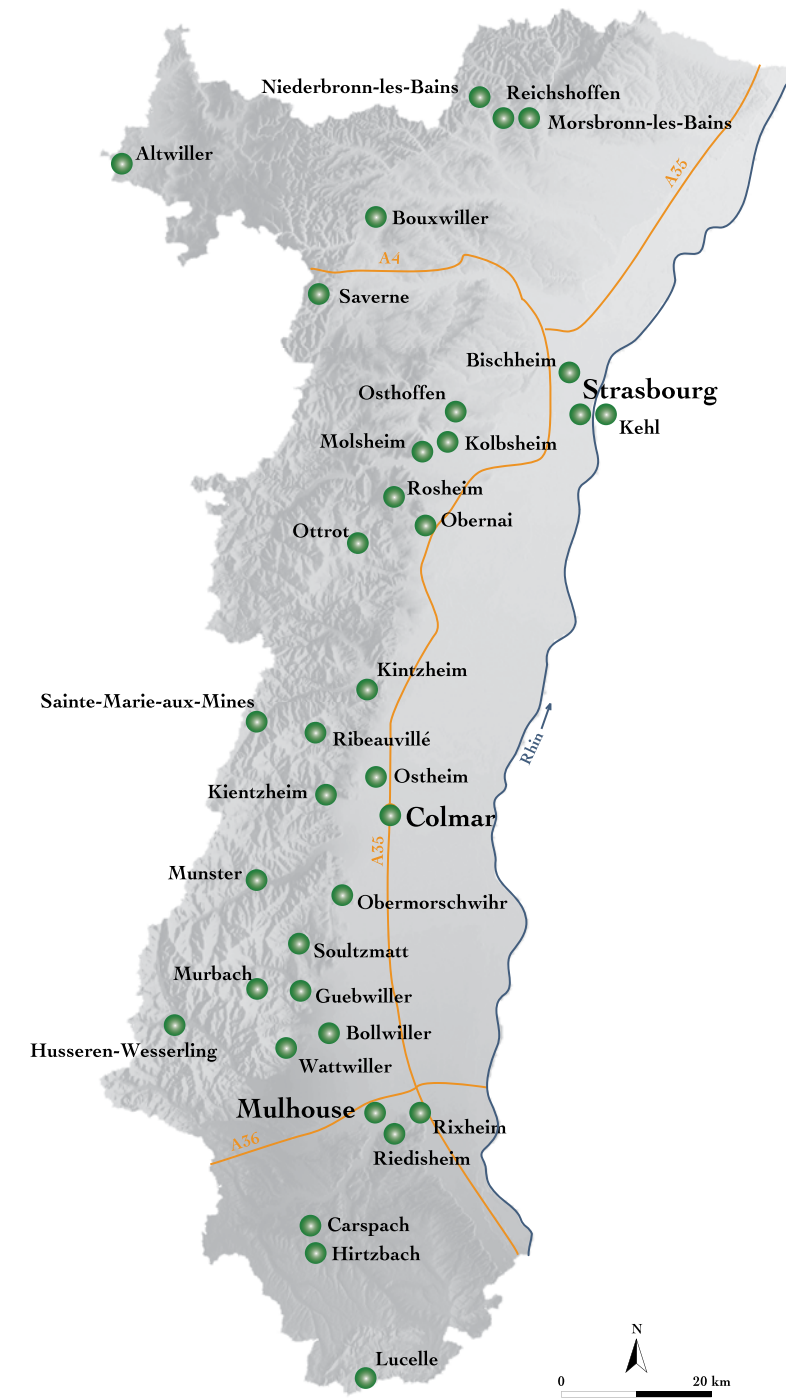 Niederbronn-les-Bains
Reichshoffen
Morsbronn-les-Bains
Altwiller
A35
Bouxwiller
A4
Saverne
Bischheim
Strasbourg
Osthoffen
Kehl
Molsheim
Kolbsheim
Rosheim
Obernai
Ottrot
Kintzheim
Sainte-Marie-aux-Mines
Ribeauvillé
Rhin
Ostheim
Kientzheim
Colmar
A35
Munster
Obermorschwihr
Soultzmatt
Murbach
Guebwiller
Bollwiller
Husseren-Wesserling
Wattwiller
Mulhouse
Rixheim
A36
Riedisheim
Carspach
Hirtzbach
N
Lucelle
0 20 km